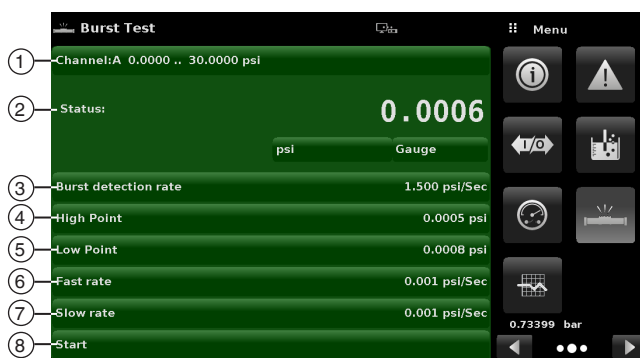 Burst Test
Menu
1 Channel:A 0.0000 .. 30.0000 psi
2 Status: 0.0006
psi Gauge
3 Burst detection rate 1.500 psi/Sec
4 High Point 0.0005 psi
5 Low Point 0.0008 psi
6 Fast rate 0.001 psi/Sec
7 Slow rate 0.001 psi/Sec
8 Start
I/O
0.73399 bar